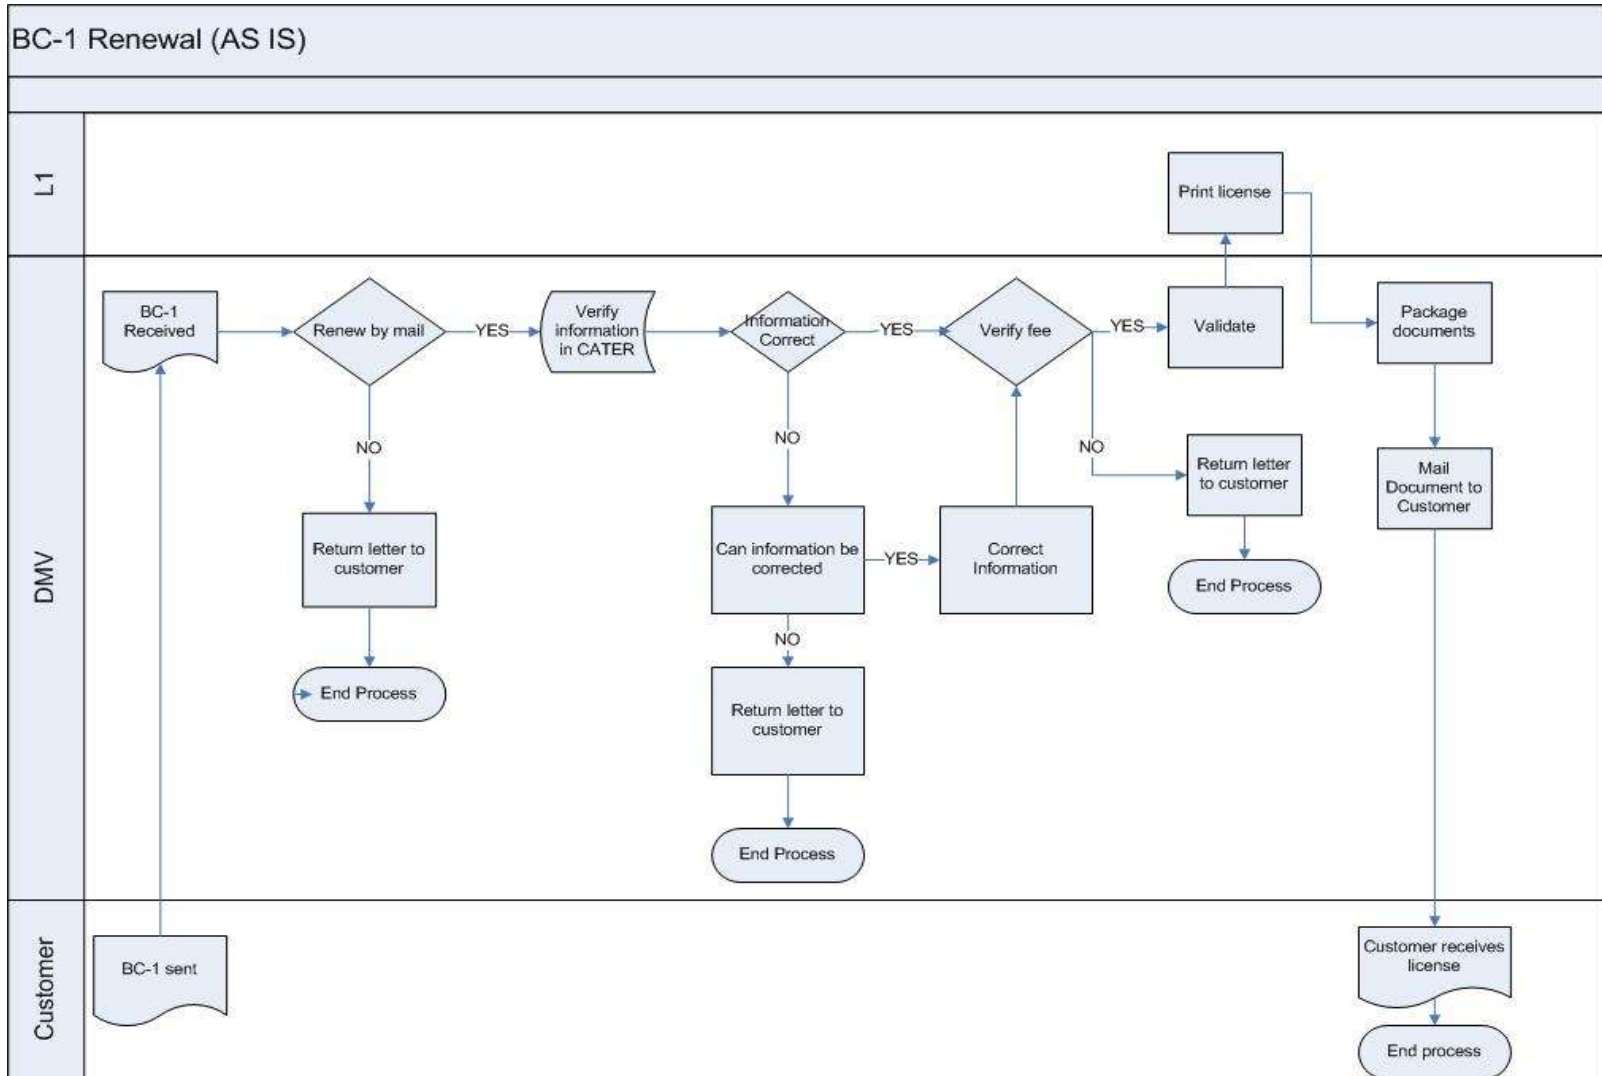 BC-1 Renewal (AS IS)
L1
Print license
DMV
BC-1
Received
Renew by mail
YES
Verify
information
in CATER
Information
Correct
YES
Verify fee
YES
Validate
Package
documents
NO
Return letter to
customer
End Process
NO
Can information be
corrected
YES
Correct
Information
NO
Return letter to
customer
End Process
NO
Return letter
to customer
End Process
Mail
Document to
Customer
Customer
BC-1 sent
Customer receives
license
End process